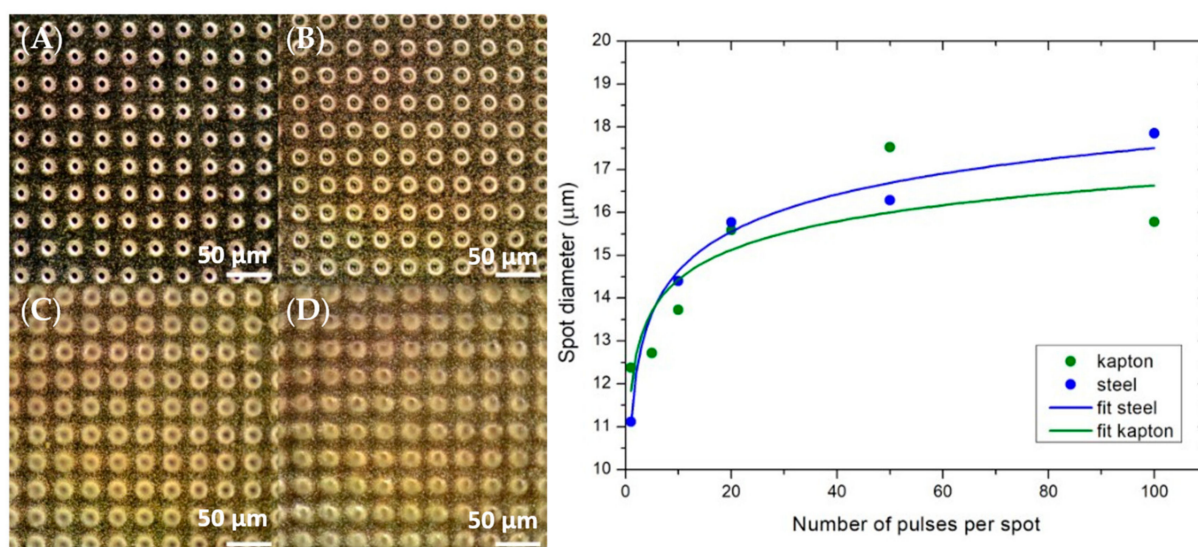 (A)
(B)
50 µm
50 µm
(C)
(D)
50 µm
50 µm
20
19
18
17
16
15
14
13
12
11
10
Spot diameter (µm)
kapton
steel
fit steel
fit kapton
0
20
40
60
80
100
Number of pulses per spot